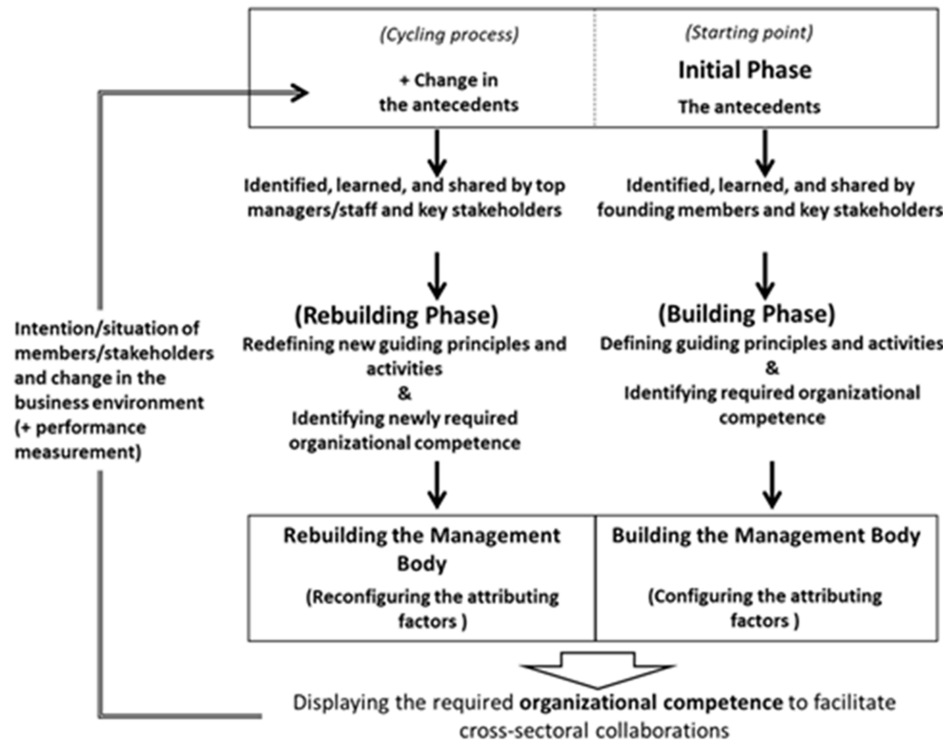 (Cycling process)
+ Change in
the antecedents
(Starting point)
Initial Phase
The antecedents
Identified, learned, and shared by top
managers/staff and key stakeholders
Identified, learned, and shared by
founding members and key stakeholders
(Rebuilding Phase)
Redefining new guiding principles and
activities
&
Identifying newly required
organizational competence
(Building Phase)
Defining guiding principles and activities
&
Identifying required organizational
competence
Intention/situation of
members/stakeholders
and change in the
business environment
(+ performance
measurement)
Rebuilding the Management
Body
(Reconfiguring the attributing
factors )
Building the Management Body
(Configuring the attributing
factors )
Displaying the required organizational competence to facilitate
cross-sectoral collaborations